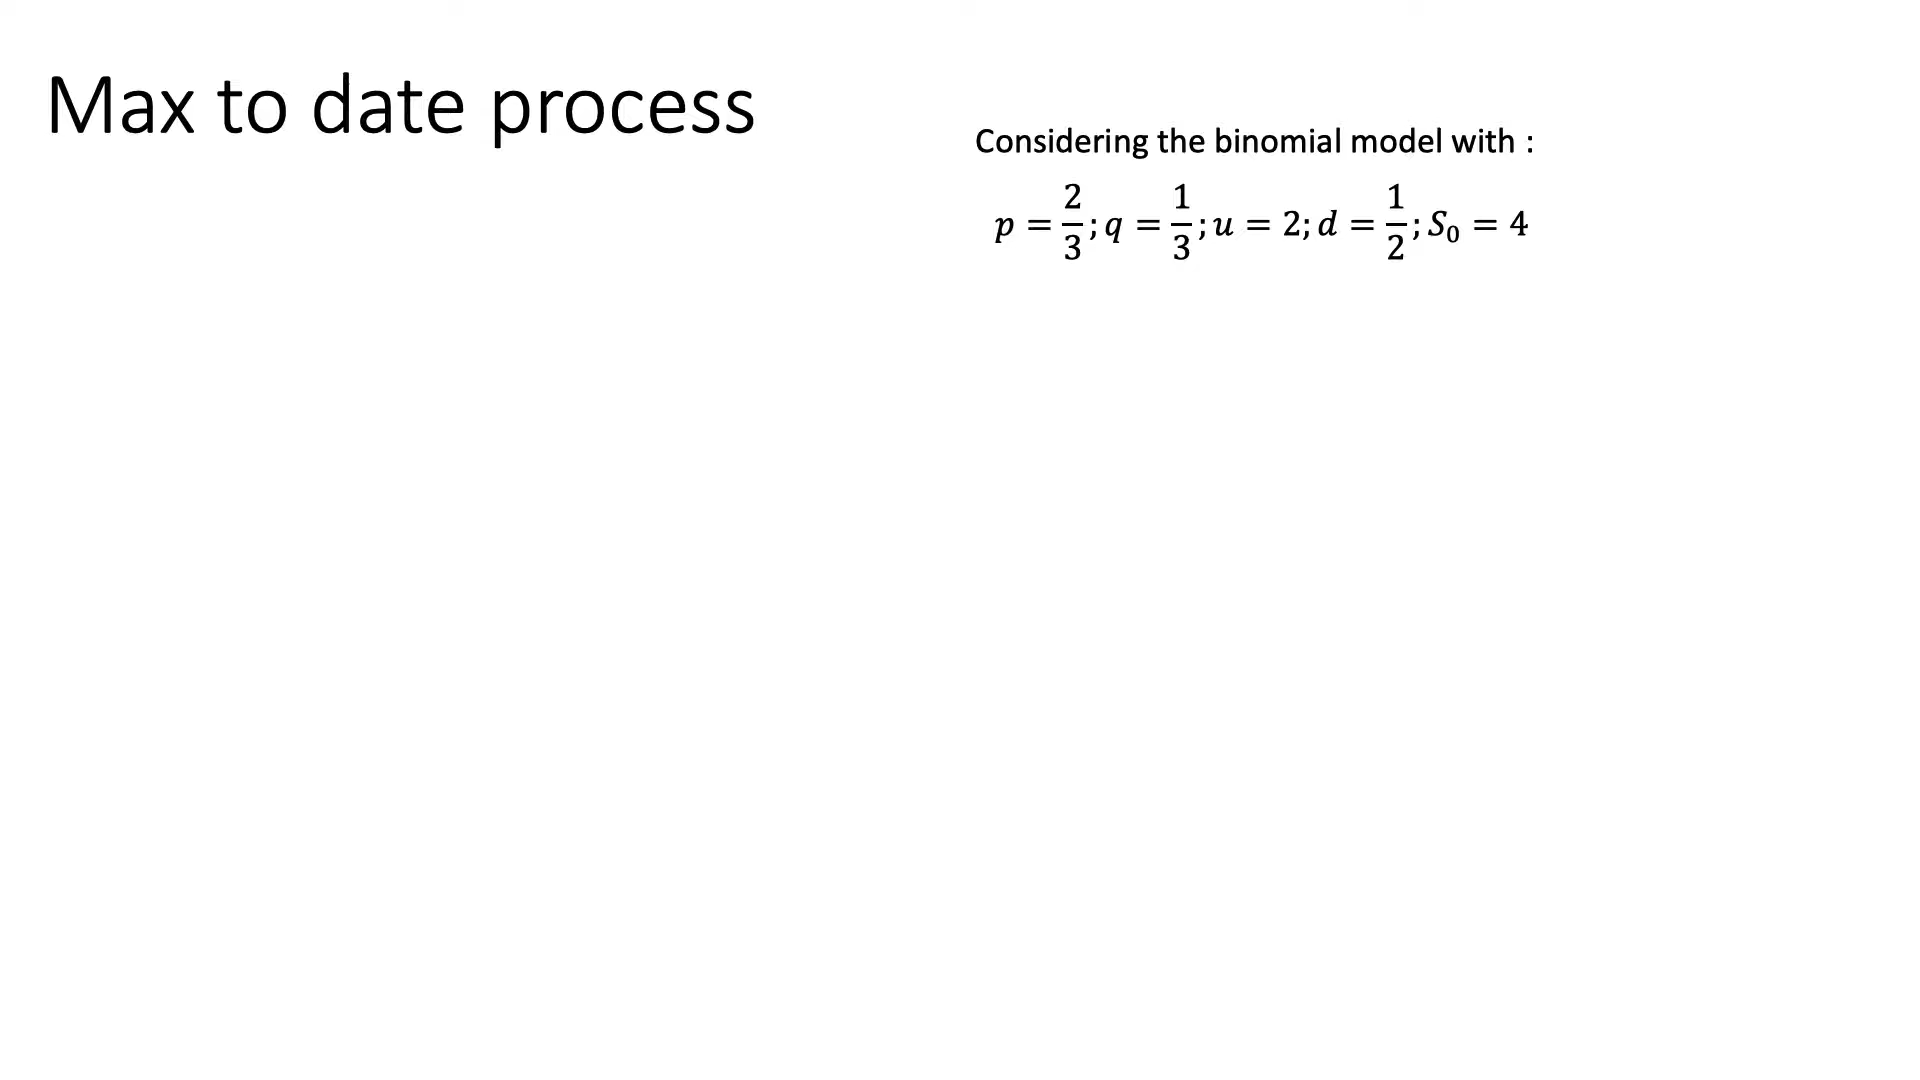 Max to date process
Considering the binomial model with :
p = 2/3; q = 1/3; u = 2; d = 1/2; S₀ = 4